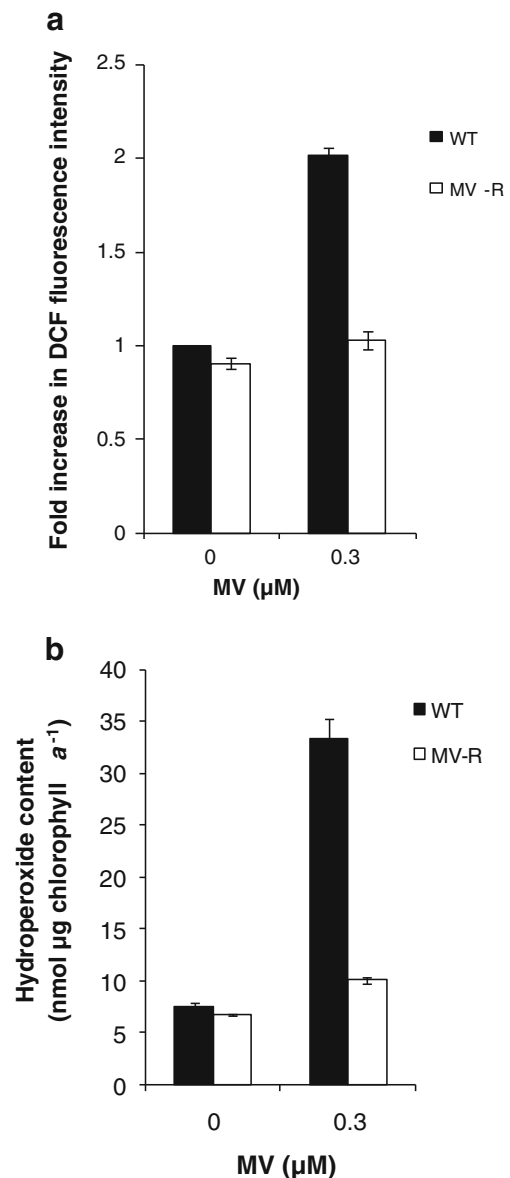 a
Fold increase in DCF fluorescence intensity
2.5
2
1.5
1
0.5
0
0
0.3
MV (µM)
WT
MV -R
b
Hydroperoxide content
(nmol µg chlorophyll a⁻¹)
40
35
30
25
20
15
10
5
0
0
0.3
MV (µM)
WT
MV-R